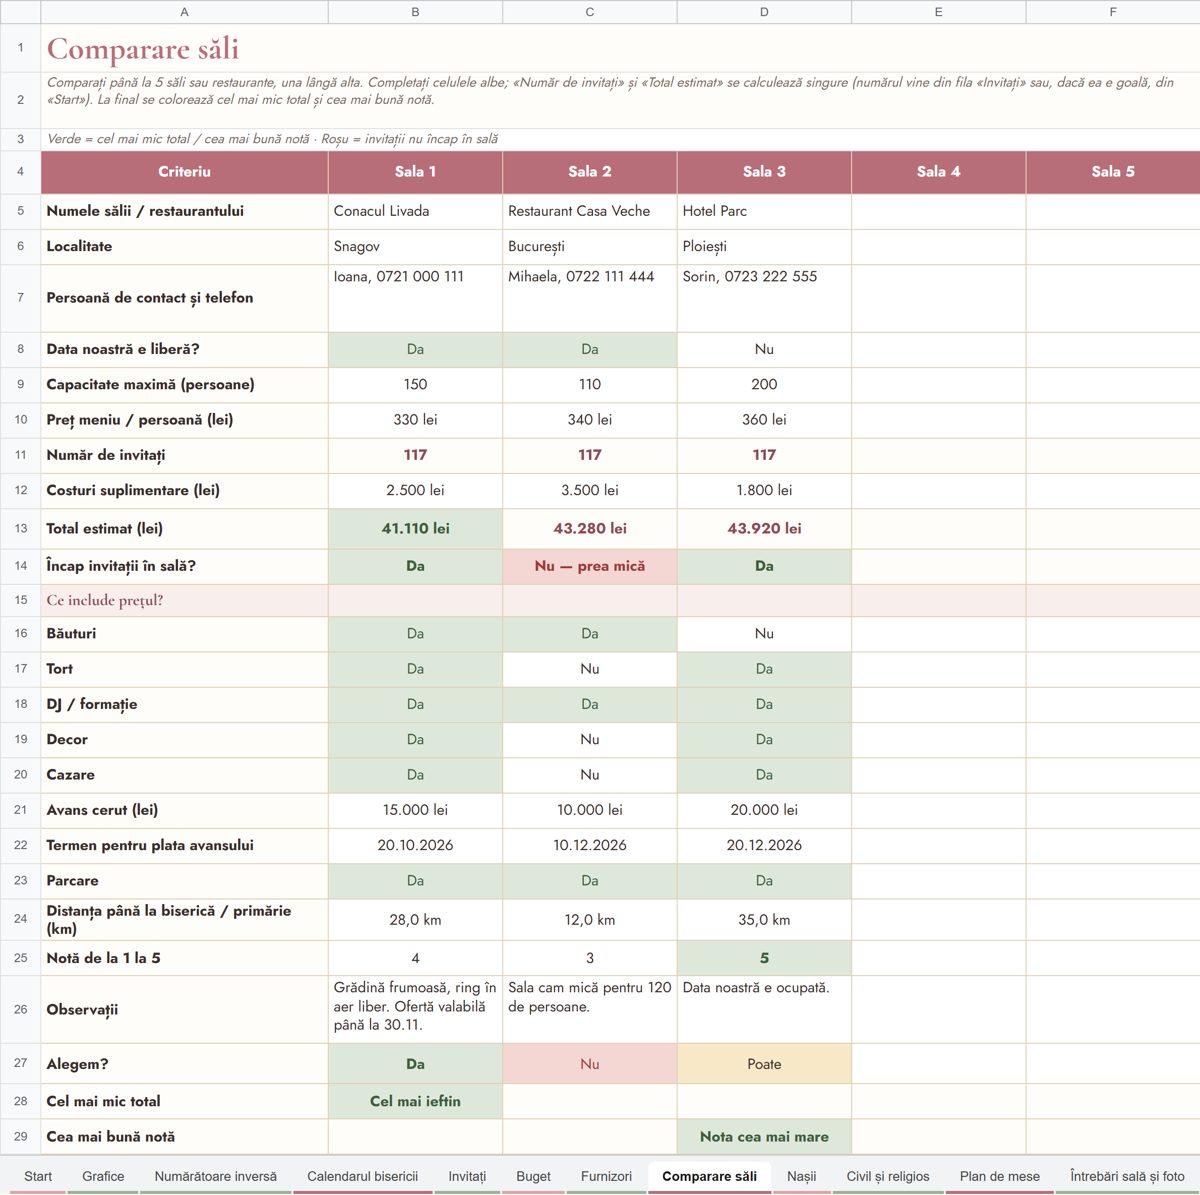 A B C D E F
1 Comparare săli
2 Comparați până la 5 săli sau restaurante, una lângă alta. Completați celulele albe; «Număr de invitați» și «Total estimat» se calculează singure (numărul vine din fila «Invitați» sau, dacă ea e goală, din
«Start»). La final se colorează cel mai mic total și cea mai bună notă.
3 Verde = cel mai mic total / cea mai bună notă · Roșu = invitații nu încap în sală
4 Criteriu Sala 1 Sala 2 Sala 3 Sala 4 Sala 5
5 Numele sălii / restaurantului Conacul Livada Restaurant Casa Veche Hotel Parc
6 Localitate Snagov București Ploiești
7 Persoană de contact și telefon Ioana, 0721 000 111 Mihaela, 0722 111 444 Sorin, 0723 222 555
8 Data noastră e liberă? Da Da Nu
9 Capacitate maximă (persoane) 150 110 200
10 Preț meniu / persoană (lei) 330 lei 340 lei 360 lei
11 Număr de invitați 117 117 117
12 Costuri suplimentare (lei) 2.500 lei 3.500 lei 1.800 lei
13 Total estimat (lei) 41.110 lei 43.280 lei 43.920 lei
14 Încap invitații în sală? Da Nu — prea mică Da
15 Ce include prețul?
16 Băuturi Da Da Nu
17 Tort Da Nu Da
18 DJ / formație Da Da Da
19 Decor Da Nu Da
20 Cazare Da Nu Da
21 Avans cerut (lei) 15.000 lei 10.000 lei 20.000 lei
22 Termen pentru plata avansului 20.10.2026 10.12.2026 20.12.2026
23 Parcare Da Da Da
24 Distanța până la biserică / primărie
(km) 28,0 km 12,0 km 35,0 km
25 Notă de la 1 la 5 4 3 5
26 Observații Grădină frumoasă, ring în
aer liber. Ofertă valabilă
până la 30.11.
Sala cam mică pentru 120
de persoane.
Data noastră e ocupată.
27 Alegem? Da Nu Poate
28 Cel mai mic total Cel mai ieftin
29 Cea mai bună notă Nota cea mai mare
Start Grafice Numărătoare inversă Calendarul bisericii Invitați Buget Furnizori Comparare săli Nașii Civil și religios Plan de mese Întrebări sală și foto